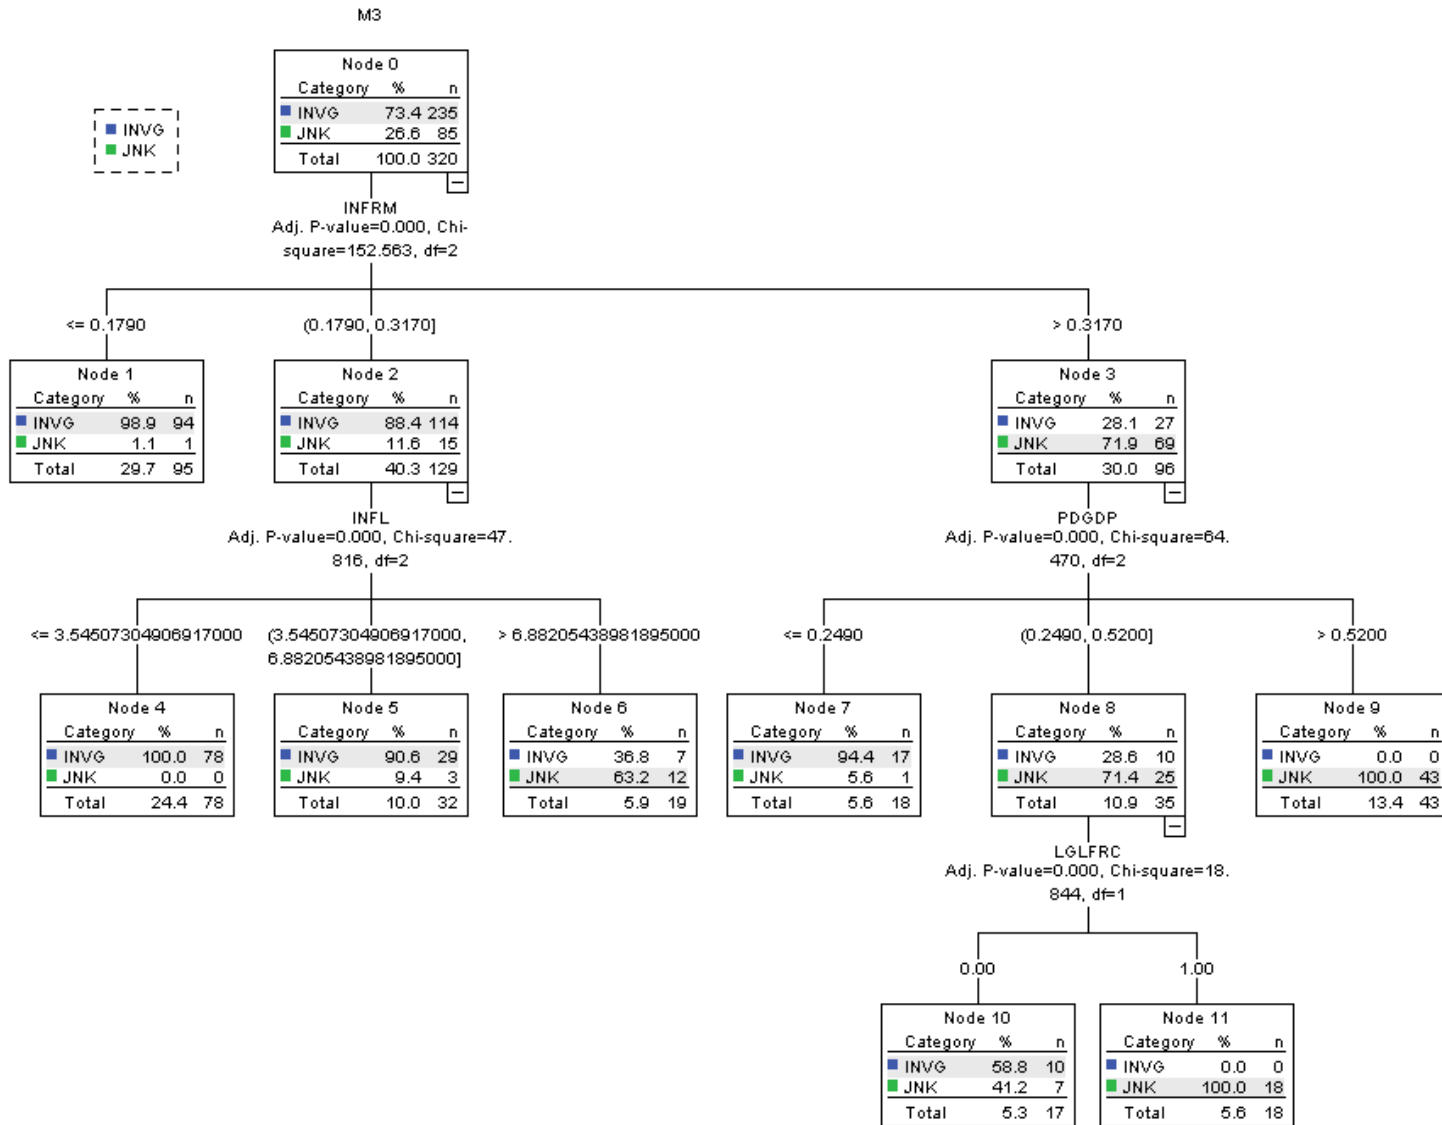 M3
INVG
JNK
Node 0
Category % n
INVG 73.4 235
JNK 26.6 85
Total 100.0 320
INFRM
Adj. P-value=0.000, Chi-
square=152.563, df=2
<= 0.1790
(0.1790, 0.3170]
> 0.3170
Node 1
Category % n
INVG 98.9 94
JNK 1.1 1
Total 29.7 95
Node 2
Category % n
INVG 88.4 114
JNK 11.6 15
Total 40.3 129
Node 3
Category % n
INVG 28.1 27
JNK 71.9 69
Total 30.0 96
INFL
Adj. P-value=0.000, Chi-square=47.
816, df=2
PDGDP
Adj. P-value=0.000, Chi-square=64.
470, df=2
<= 3.54507304906917000
(3.54507304906917000,
6.88205438981895000]
> 6.88205438981895000
<= 0.2490
(0.2490, 0.5200]
> 0.5200
Node 4
Category % n
INVG 100.0 78
JNK 0.0 0
Total 24.4 78
Node 5
Category % n
INVG 90.6 29
JNK 9.4 3
Total 10.0 32
Node 6
Category % n
INVG 36.8 7
JNK 63.2 12
Total 5.9 19
Node 7
Category % n
INVG 94.4 17
JNK 5.6 1
Total 5.6 18
Node 8
Category % n
INVG 28.6 10
JNK 71.4 25
Total 10.9 35
Node 9
Category % n
INVG 0.0 0
JNK 100.0 43
Total 13.4 43
LGLFRC
Adj. P-value=0.000, Chi-square=18.
844, df=1
0.00
1.00
Node 10
Category % n
INVG 58.8 10
JNK 41.2 7
Total 5.3 17
Node 11
Category % n
INVG 0.0 0
JNK 100.0 18
Total 5.6 18